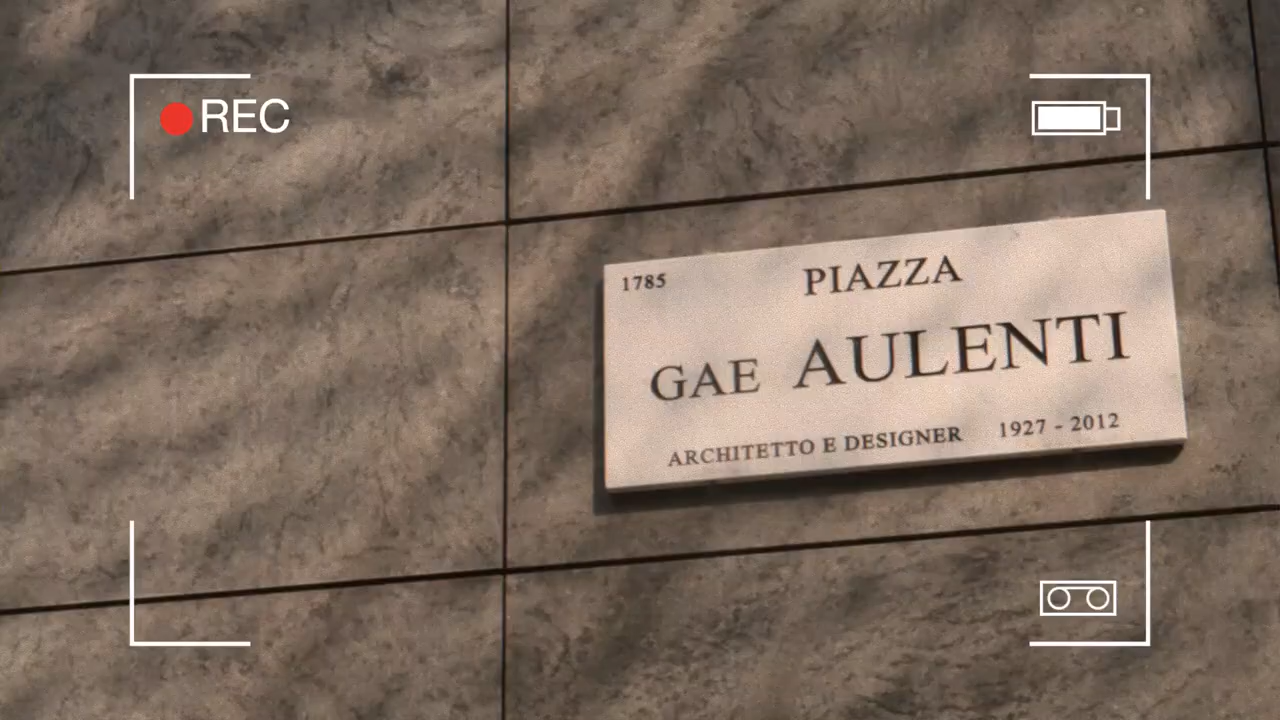 REC
1785
PIAZZA
GAE AULENTI
ARCHITETTO E DESIGNER 1927 - 2012